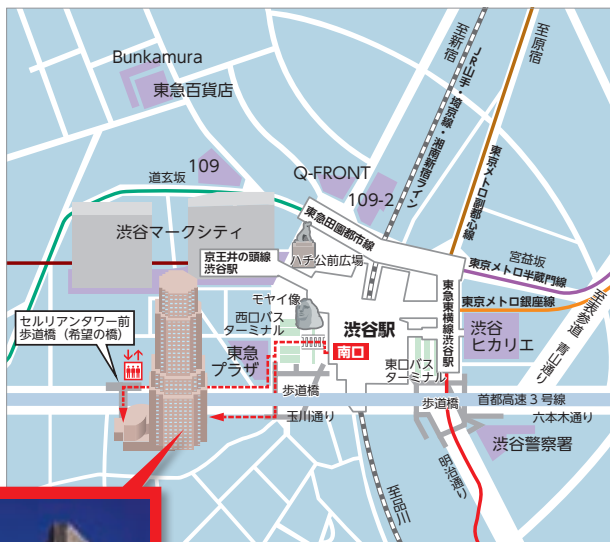 Bunkamura
東急百貨店
至新宿
JR山手・埼京線・湘南新宿ライン
至原宿
東京メトロ副都心線
109
道玄坂
Q-FRONT
109-2
東急田園都市線
渋谷マークシティ
京王井の頭線
渋谷駅
ハチ公前広場
宮益坂
東京メトロ半蔵門線
東京メトロ銀座線
至表参道
青山通り
モヤイ像
西口バス
ターミナル
渋谷駅
東急東横線渋谷駅
渋谷
ヒカリエ
セルリアンタワー前
歩道橋（希望の橋）
東急
プラザ
南口
東口バス
ターミナル
歩道橋
歩道橋
首都高速3号線
玉川通り
六本木通り
渋谷警察署
明治通り
至品川